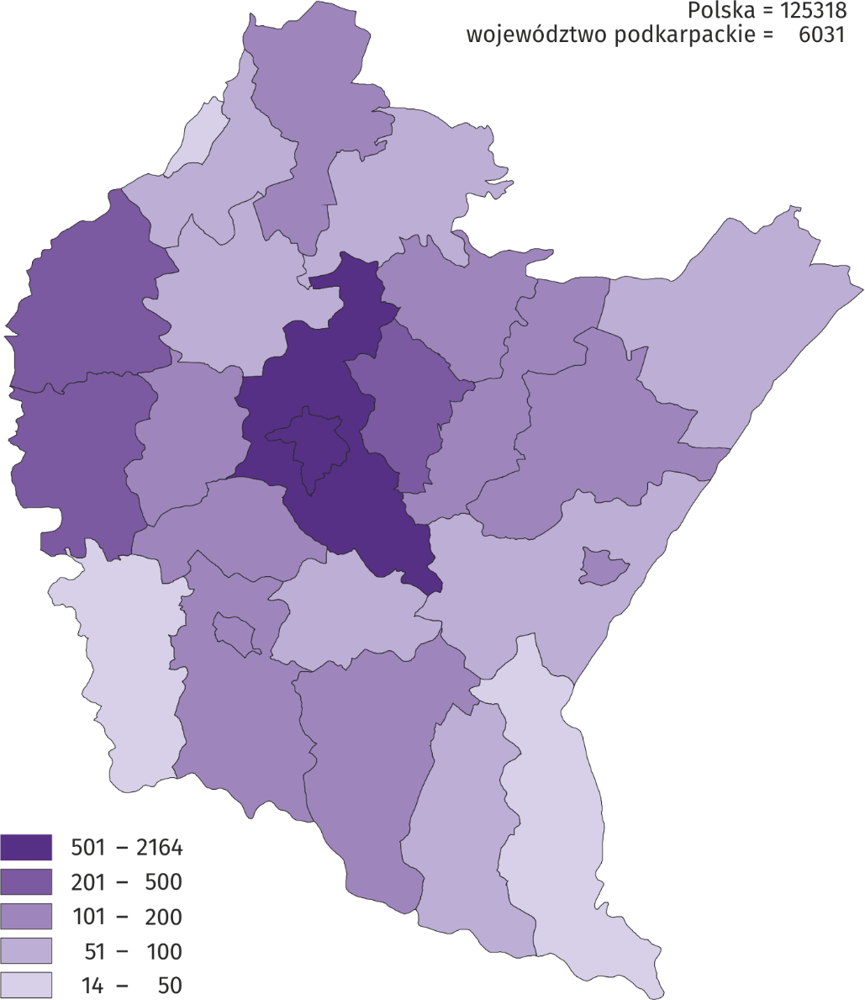 Polska = 125318
województwo podkarpackie = 6031
501 – 2164
201 – 500
101 – 200
51 – 100
14 – 50